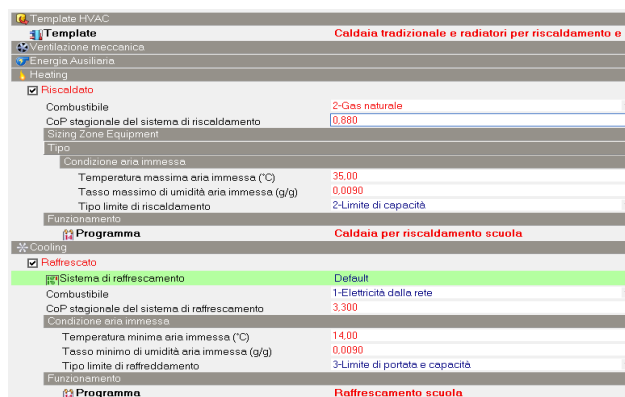 Template HVAC
Template Caldaia tradizionale e radiatori per riscaldamento e
Ventilazione meccanica
Energia Ausiliaria
Heating
Riscaldato
Combustibile 2-Gas naturale
CoP stagionale del sistema di riscaldamento 0,880
Sizing Zone Equipment
Tipo
Condizione aria immessa
Temperatura massima aria immessa (°C) 35,00
Tasso massimo di umidità aria immessa (g/g) 0,0090
Tipo limite di riscaldamento 2-Limite di capacità
Funzionamento
Programma Caldaia per riscaldamento scuola
Cooling
Raffrescato
Sistema di raffrescamento Default
Combustibile 1-Elettricità dalla rete
CoP stagionale del sistema di raffrescamento 3,300
Condizione aria immessa
Temperatura minima aria immessa (°C) 14,00
Tasso minimo di umidità aria immessa (g/g) 0,0090
Tipo limite di raffreddamento 3-Limite di portata e capacità
Funzionamento
Programma Raffrescamento scuola